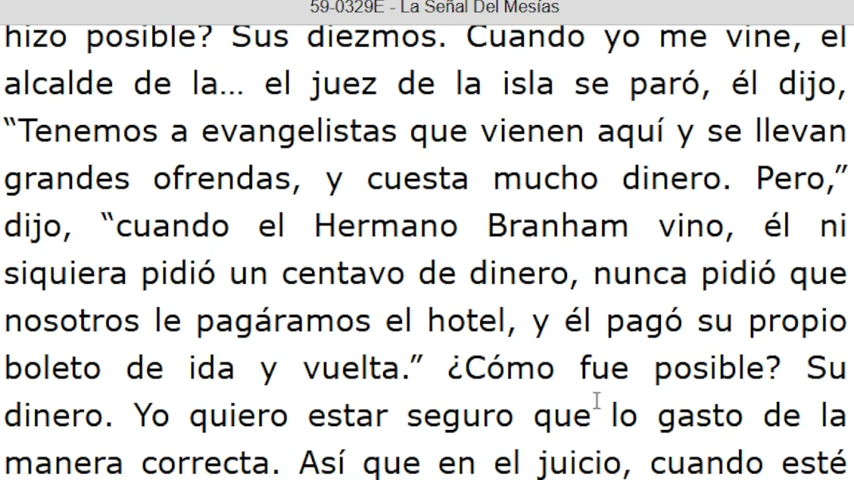 59-0329E - La Señal Del Mesías
hizo posible? Sus diezmos. Cuando yo me vine, el
alcalde de la... el juez de la isla se paró, él dijo,
“Tenemos a evangelistas que vienen aquí y se llevan
grandes ofrendas, y cuesta mucho dinero. Pero,”
dijo, “cuando el Hermano Branham vino, él ni
siquiera pidió un centavo de dinero, nunca pidió que
nosotros le pagáramos el hotel, y él pagó su propio
boleto de ida y vuelta.” ¿Cómo fue posible? Su
dinero. Yo quiero estar seguro que lo gasto de la
manera correcta. Así que en el juicio, cuando esté